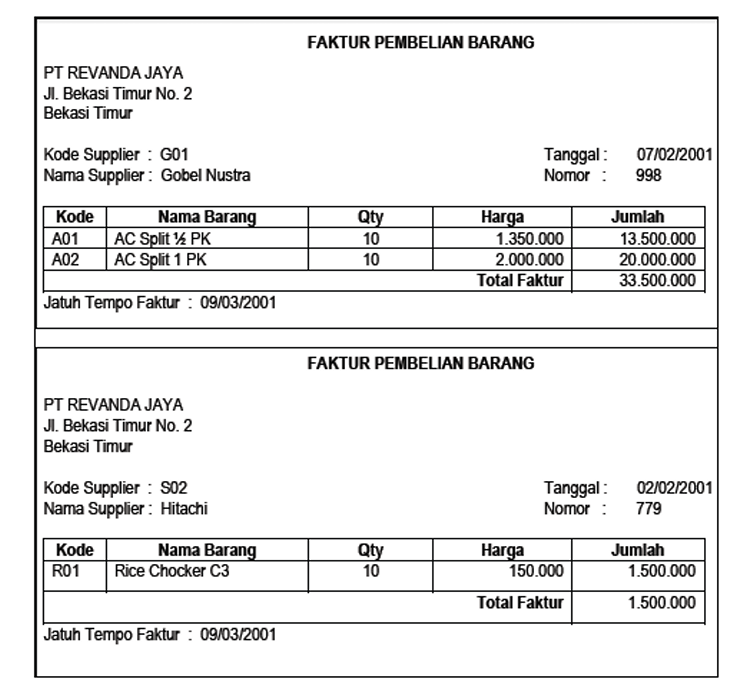 FAKTUR PEMBELIAN BARANG
PT REVANDA JAYA
Jl. Bekasi Timur No. 2
Bekasi Timur
Kode Supplier : G01 Tanggal : 07/02/2001
Nama Supplier : Gobel Nustra Nomor : 998
Kode Nama Barang Qty Harga Jumlah
A01 AC Split ½ PK 10 1.350.000 13.500.000
A02 AC Split 1 PK 10 2.000.000 20.000.000
Total Faktur 33.500.000
Jatuh Tempo Faktur : 09/03/2001
FAKTUR PEMBELIAN BARANG
PT REVANDA JAYA
Jl. Bekasi Timur No. 2
Bekasi Timur
Kode Supplier : S02 Tanggal : 02/02/2001
Nama Supplier : Hitachi Nomor : 779
Kode Nama Barang Qty Harga Jumlah
R01 Rice Chocker C3 10 150.000 1.500.000
Total Faktur 1.500.000
Jatuh Tempo Faktur : 09/03/2001